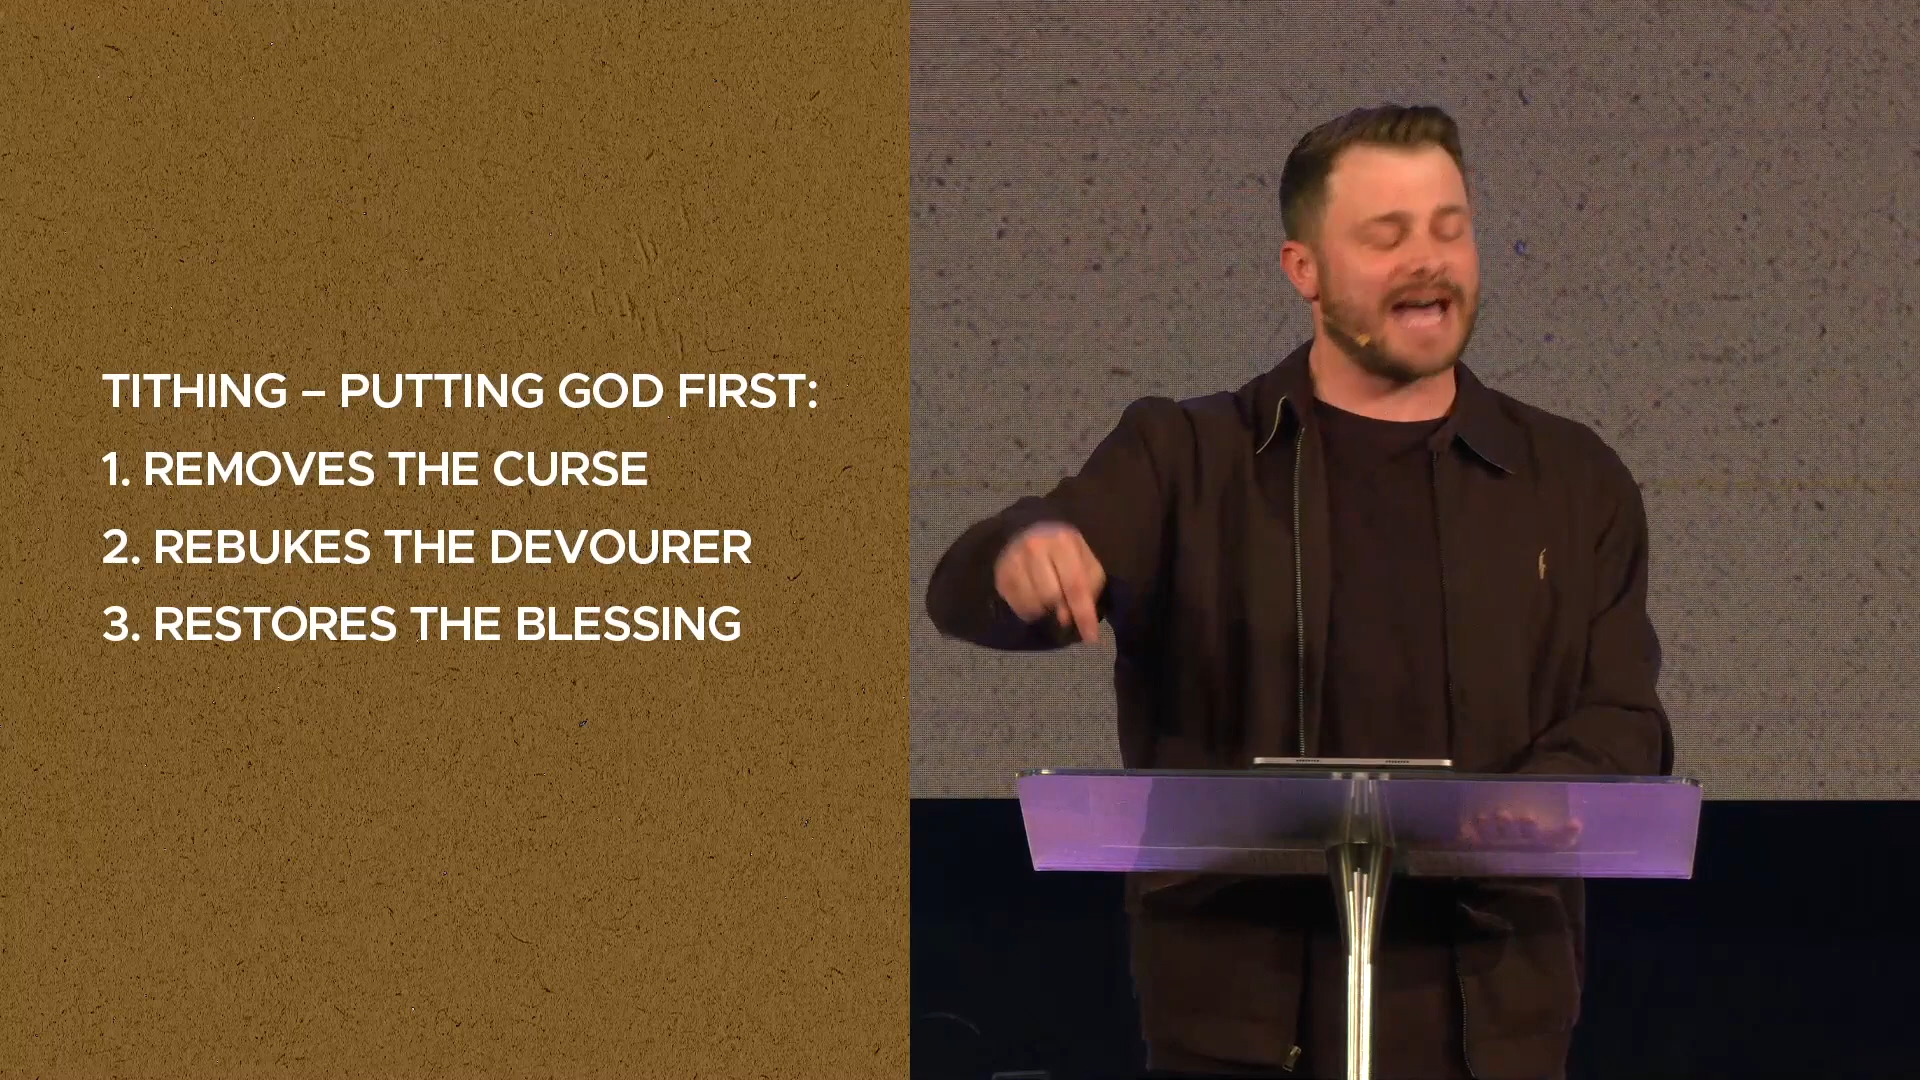 TITHING – PUTTING GOD FIRST:
1. REMOVES THE CURSE
2. REBUKES THE DEVOURER
3. RESTORES THE BLESSING